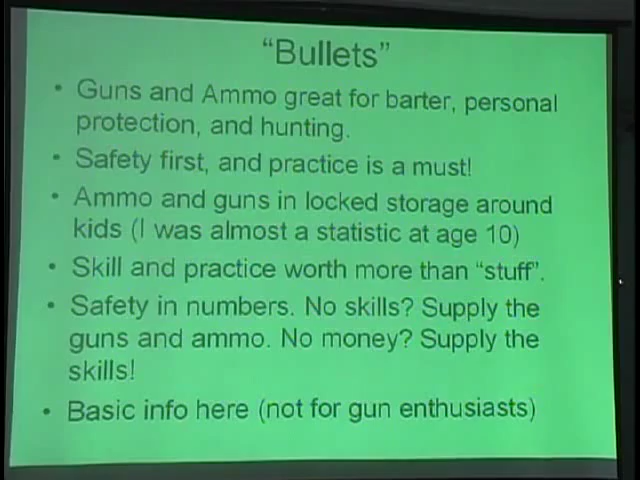 “Bullets”
• Guns and Ammo great for barter, personal
protection, and hunting.
• Safety first, and practice is a must!
• Ammo and guns in locked storage around
kids (I was almost a statistic at age 10)
• Skill and practice worth more than “stuff”.
• Safety in numbers. No skills? Supply the
guns and ammo. No money? Supply the
skills!
• Basic info here (not for gun enthusiasts)